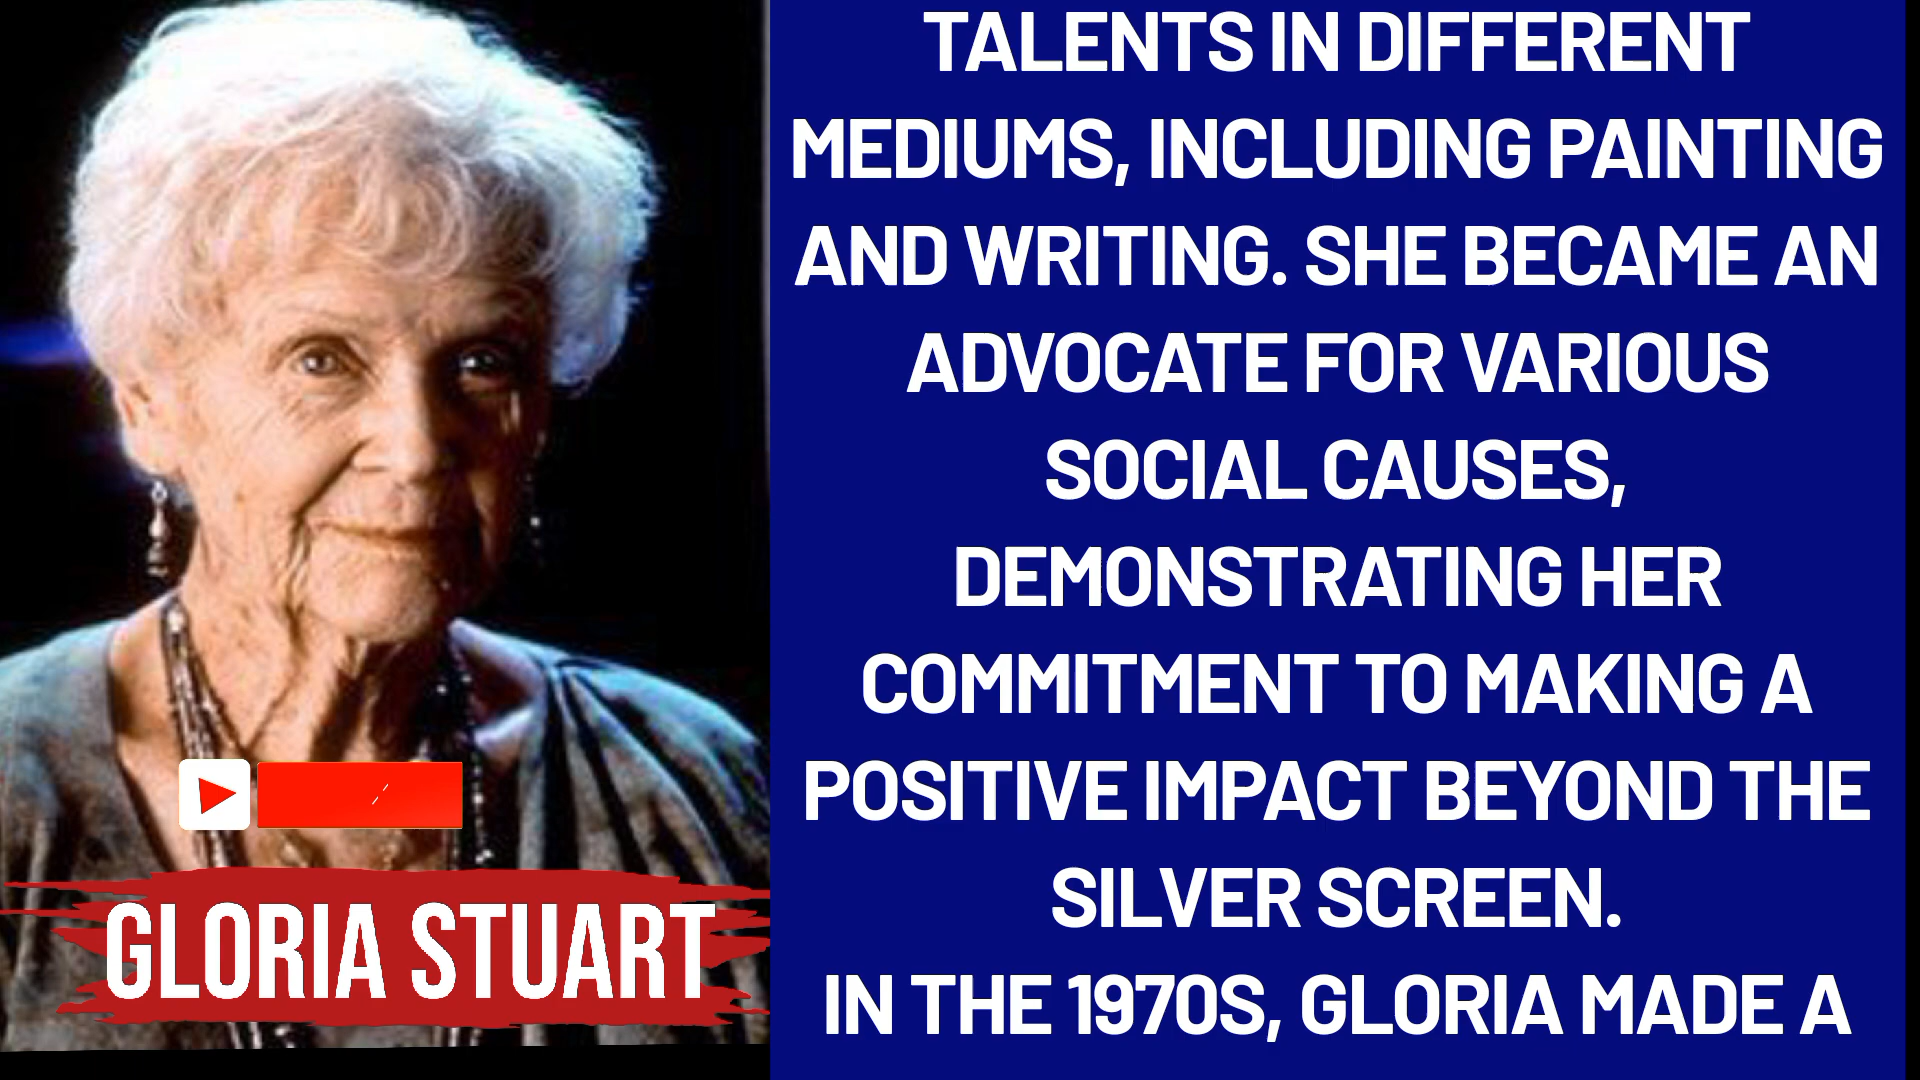 TALENTS IN DIFFERENT
MEDIUMS, INCLUDING PAINTING
AND WRITING. SHE BECAME AN
ADVOCATE FOR VARIOUS
SOCIAL CAUSES,
DEMONSTRATING HER
COMMITMENT TO MAKING A
POSITIVE IMPACT BEYOND THE
SILVER SCREEN.
IN THE 1970S, GLORIA MADE A
GLORIA STUART